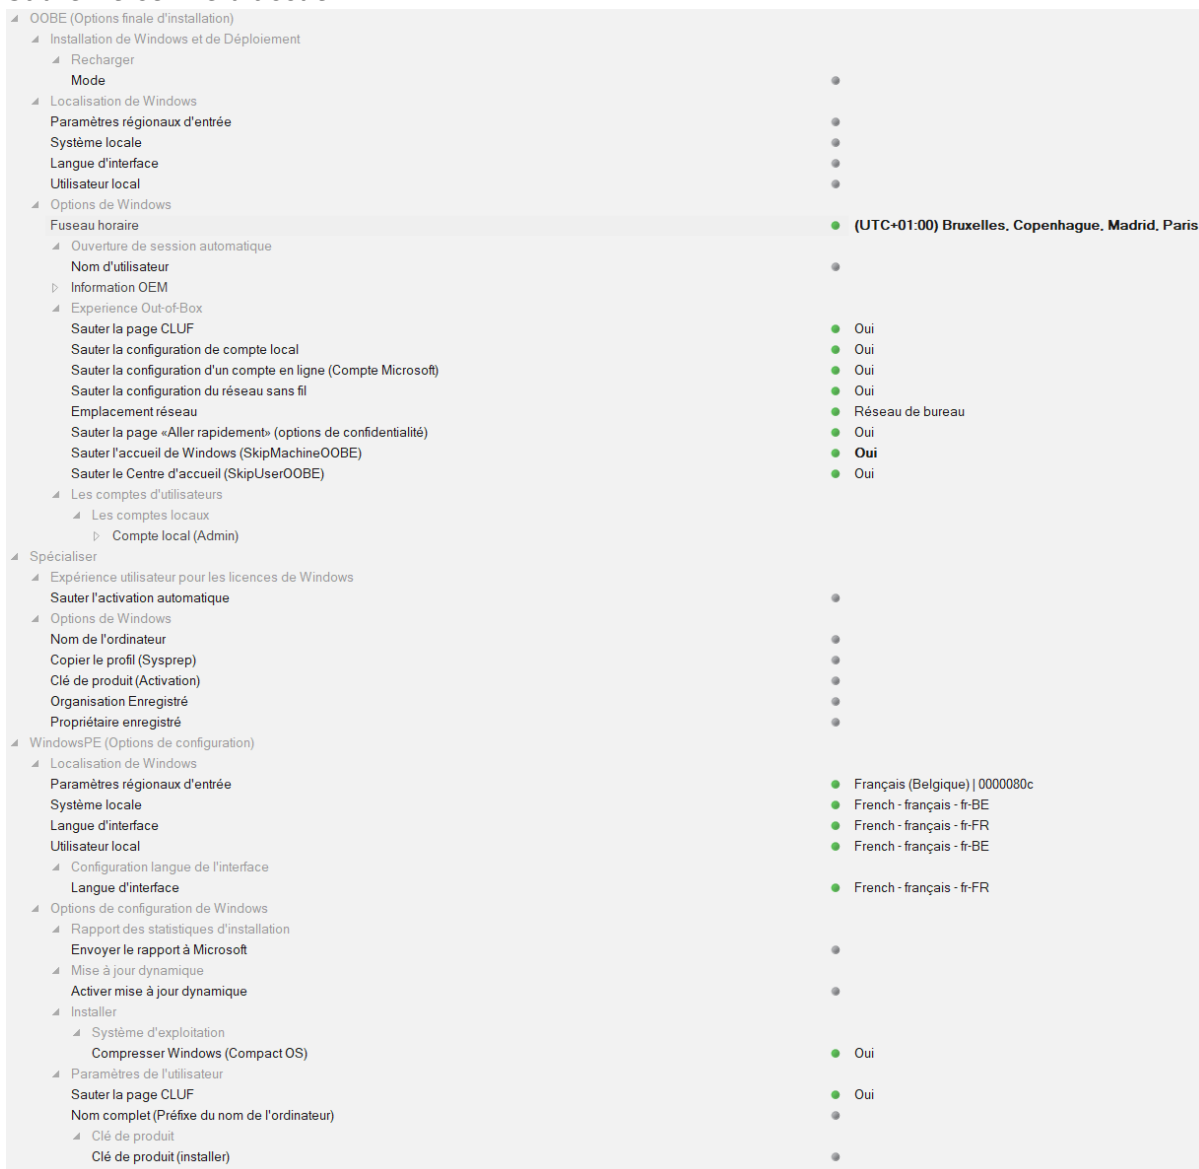 OOBE (Options finale d'installation)
Installation de Windows et de Déploiement
Recharger
Mode
Localisation de Windows
Paramètres régionaux d'entrée
Système locale
Langue d'interface
Utilisateur local
Options de Windows
Fuseau horaire (UTC+01:00) Bruxelles, Copenhague, Madrid, Paris
Ouverture de session automatique
Nom d'utilisateur
Information OEM
Experience Out-of-Box
Sauter la page CLUF Oui
Sauter la configuration de compte local Oui
Sauter la configuration d'un compte en ligne (Compte Microsoft) Oui
Sauter la configuration du réseau sans fil Oui
Emplacement réseau Réseau de bureau
Sauter la page «Aller rapidement» (options de confidentialité) Oui
Sauter l'accueil de Windows (SkipMachineOOBE) Oui
Sauter le Centre d'accueil (SkipUserOOBE) Oui
Les comptes d'utilisateurs
Les comptes locaux
Compte local (Admin)
Spécialiser
Expérience utilisateur pour les licences de Windows
Sauter l'activation automatique
Options de Windows
Nom de l'ordinateur
Copier le profil (Sysprep)
Clé de produit (Activation)
Organisation Enregistré
Propriétaire enregistré
WindowsPE (Options de configuration)
Localisation de Windows
Paramètres régionaux d'entrée Français (Belgique) | 0000080c
Système locale French - français - fr-BE
Langue d'interface French - français - fr-FR
Utilisateur local French - français - fr-BE
Configuration langue de l'interface
Langue d'interface French - français - fr-FR
Options de configuration de Windows
Rapport des statistiques d'installation
Envoyer le rapport à Microsoft
Mise à jour dynamique
Activer mise à jour dynamique
Installer
Système d'exploitation
Compresser Windows (Compact OS) Oui
Paramètres de l'utilisateur
Sauter la page CLUF Oui
Nom complet (Préfixe du nom de l'ordinateur)
Clé de produit
Clé de produit (installer)